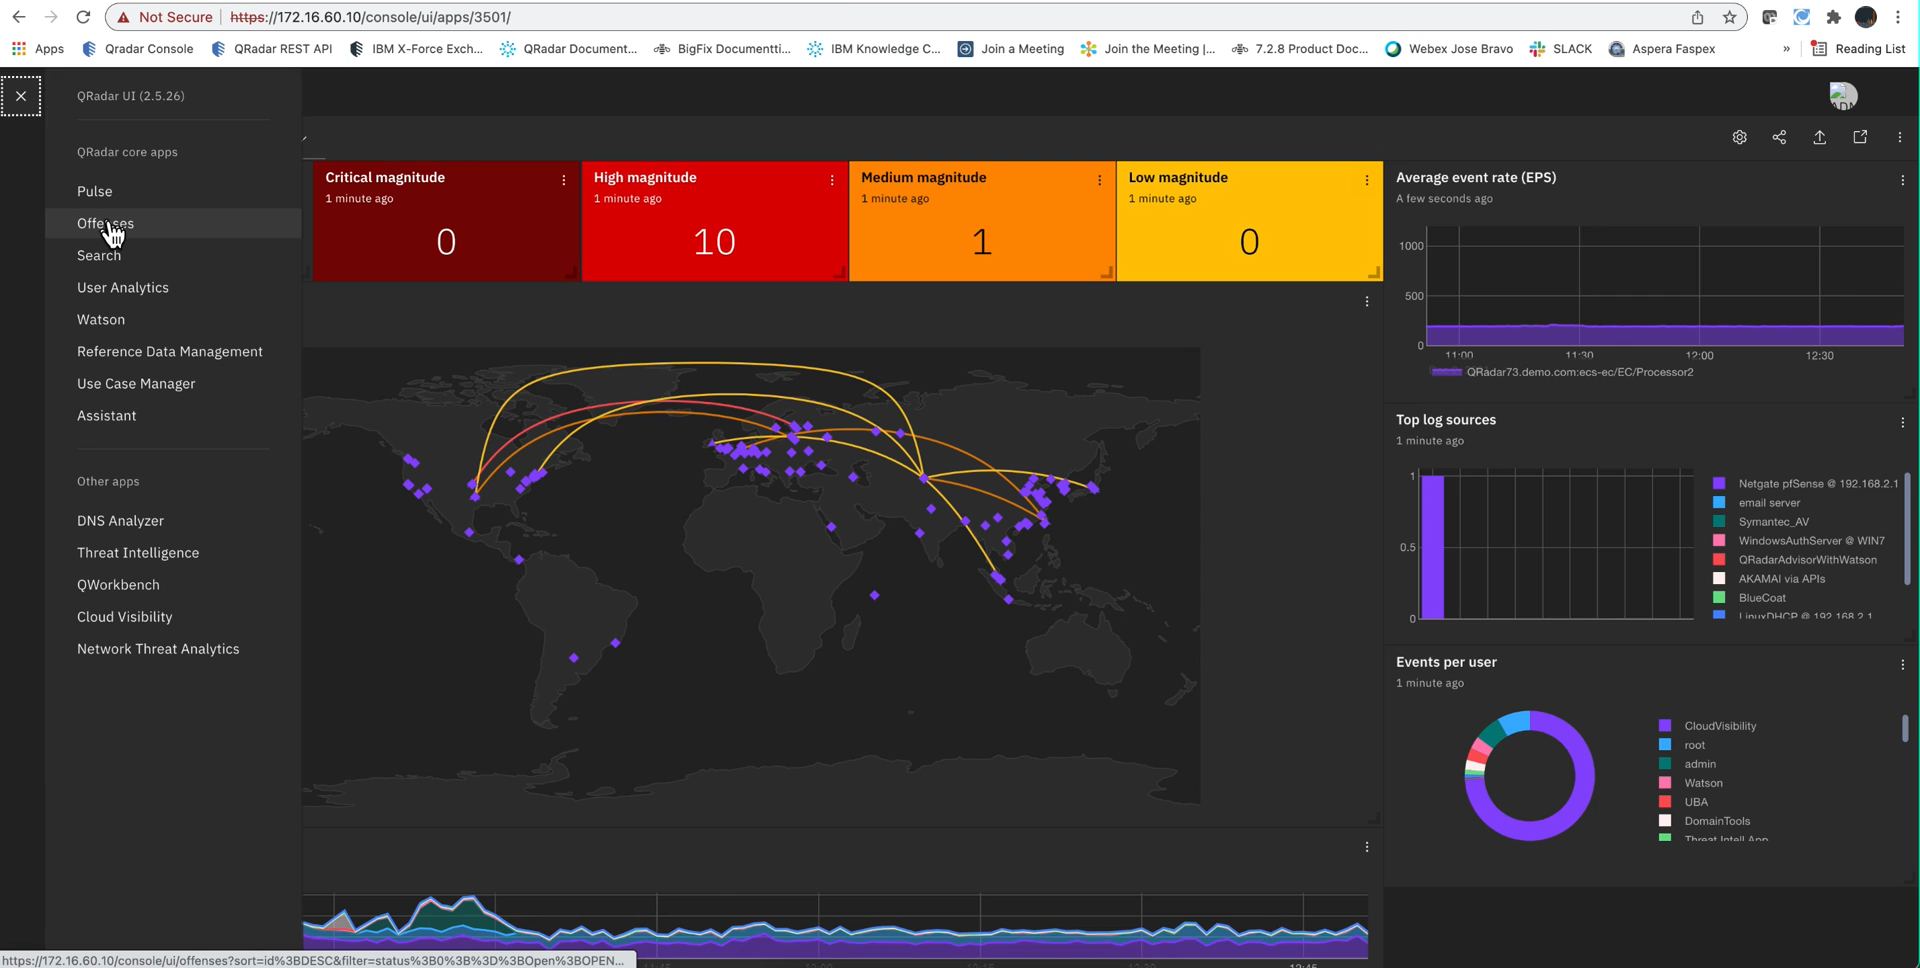 Not Secure
https://172.16.60.10/console/ui/apps/3501/
Apps
Qradar Console
QRadar REST API
IBM X-Force Exch...
QRadar Document...
BigFix Documentti...
IBM Knowledge C...
Join a Meeting
Join the Meeting |...
7.2.8 Product Doc...
Webex Jose Bravo
SLACK
Aspera Faspex
»
Reading List
QRadar UI (2.5.26)
QRadar core apps
Pulse
Offenses
Search
User Analytics
Watson
Reference Data Management
Use Case Manager
Assistant
Other apps
DNS Analyzer
Threat Intelligence
QWorkbench
Cloud Visibility
Network Threat Analytics
Critical magnitude
1 minute ago
0
High magnitude
1 minute ago
10
Medium magnitude
1 minute ago
1
Low magnitude
1 minute ago
0
Average event rate (EPS)
A few seconds ago
1000
500
0
11:00 11:30 12:00 12:30
QRadar73.demo.com:ecs-ec/EC/Processor2
Top log sources
1 minute ago
1
0.5
0
Netgate pfSense @ 192.168.2.1
email server
Symantec_AV
WindowsAuthServer @ WIN7
QRadarAdvisorWithWatson
AKAMAI via APIs
BlueCoat
LinuxDHCP @ 192.168.2.1
Events per user
1 minute ago
CloudVisibility
root
admin
Watson
UBA
DomainTools
Threat Intell App
12:45
https://172.16.60.10/console/ui/offenses?sort=id%3BDESC&filter=status%3B0%3B%3D%3BOpen%3BOPEN...